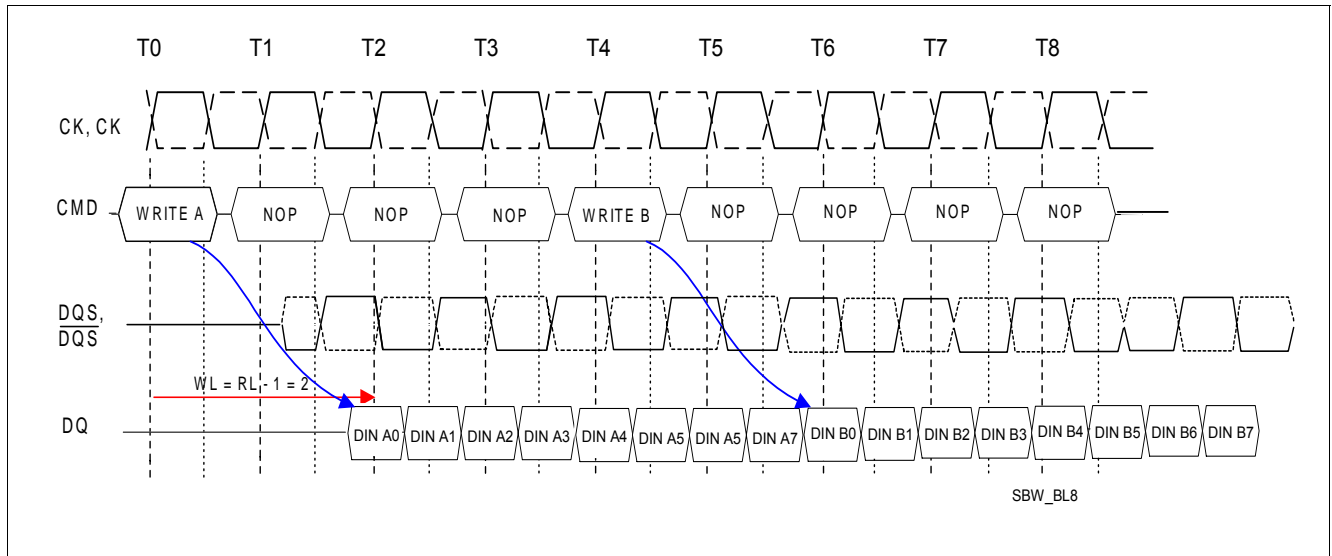 T0 T1 T2 T3 T4 T5 T6 T7 T8
CK, CK
CMD WRITE A NOP NOP NOP WRITE B NOP NOP NOP NOP
DQS,
DQS
WL = RL - 1 = 2
DQ DIN A0 DIN A1 DIN A2 DIN A3 DIN A4 DIN A5 DIN A5 DIN A7 DIN B0 DIN B1 DIN B2 DIN B3 DIN B4 DIN B5 DIN B6 DIN B7
SBW_BL8